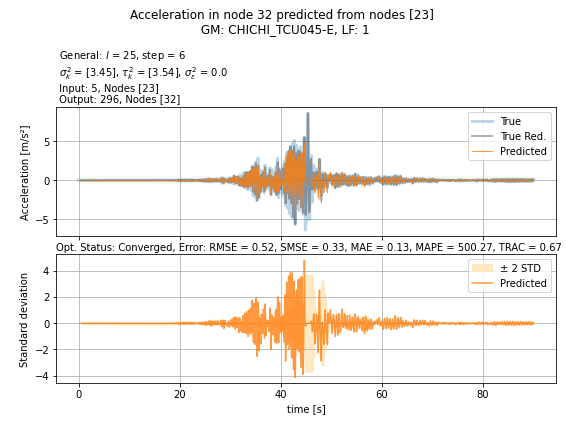 Acceleration in node 32 predicted from nodes [23]
GM: CHICHI_TCU045-E, LF: 1
General: l = 25, step = 6
σ²ₖ = [3.45], τ²ₖ = [3.54], σ²ε = 0.0
Input: 5, Nodes [23]
Output: 296, Nodes [32]
Acceleration [m/s²]
5
0
−5
True
True Red.
Predicted
Opt. Status: Converged, Error: RMSE = 0.52, SMSE = 0.33, MAE = 0.13, MAPE = 500.27, TRAC = 0.67
Standard deviation
4
2
0
−2
−4
± 2 STD
Predicted
0 20 40 60 80
time [s]